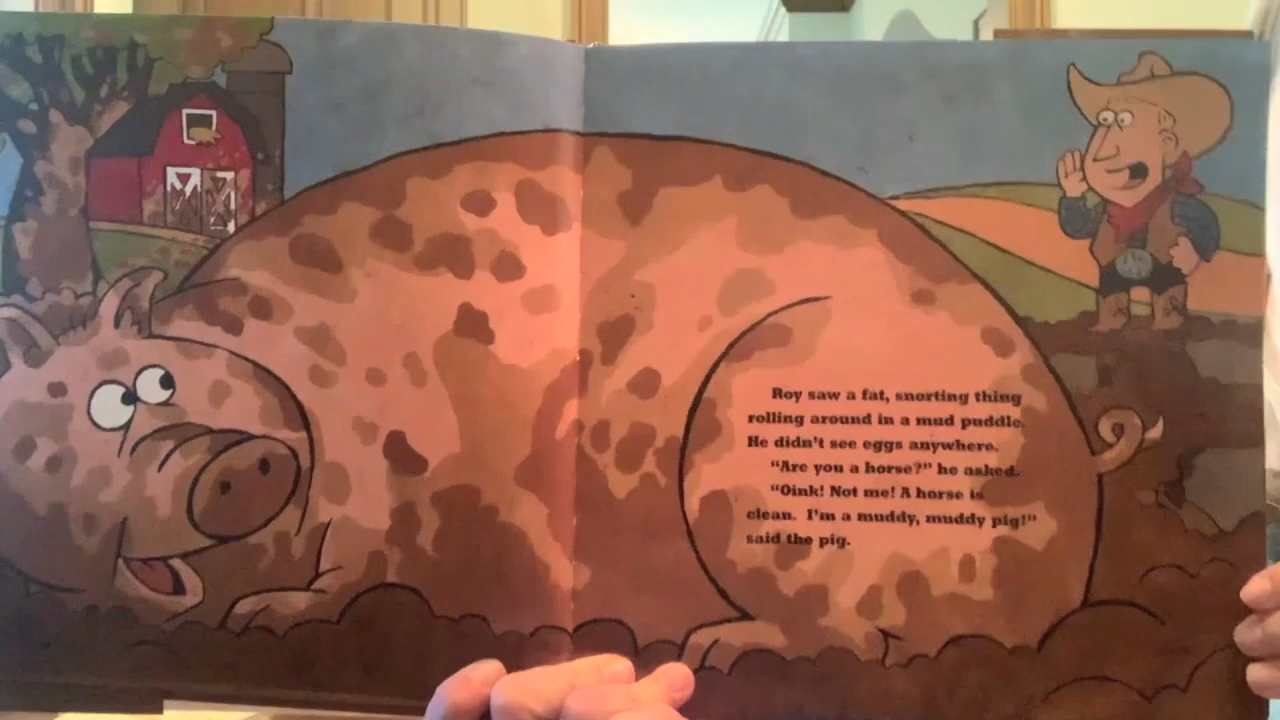 Roy saw a fat, snorting thing
rolling around in a mud puddle.
He didn't see eggs anywhere.
"Are you a horse?" he asked.
"Oink! Not me! A horse is
clean. I'm a muddy, muddy pig!"
said the pig.